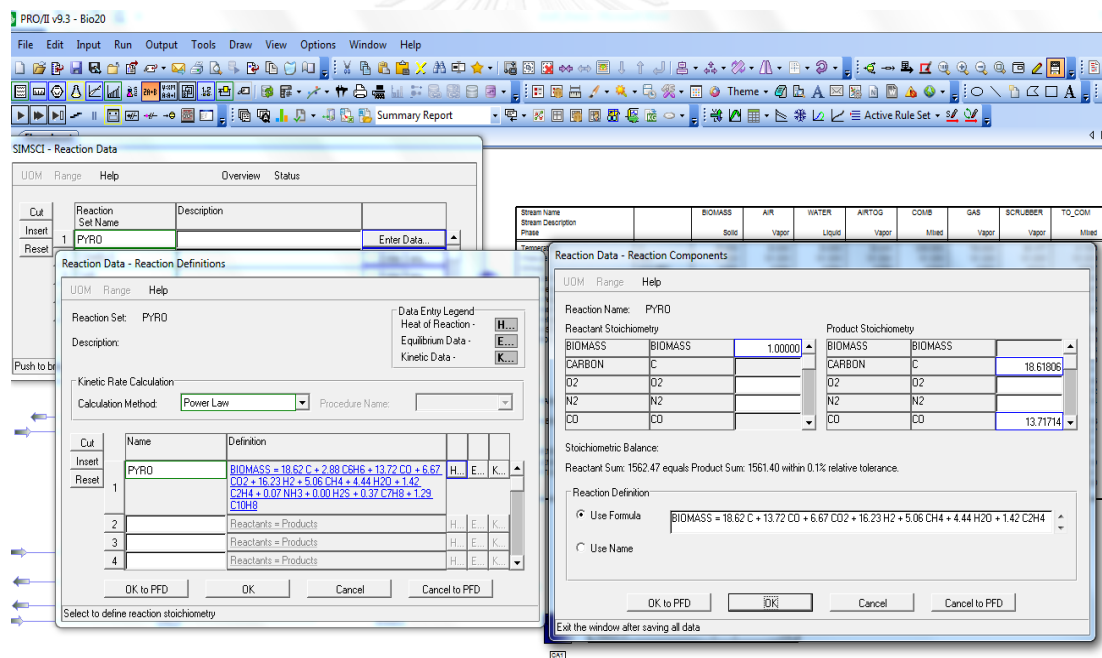 PRO/II v9.3 - Bio20
File Edit Input Run Output Tools Draw View Options Window Help
Theme
Summary Report
Active Rule Set
SIMSCI - Reaction Data
UOM Range Help Overview Status
Cut
Insert
Reset
Reaction Set Name Description
1 PYRO Enter Data...
Push to br
Stream Name BIOMASS AIR WATER AIRTOG COMB GAS SCRUBBER TO_COM
Stream Description
Phase Solid Vapor Liquid Vapor Mixed Vapor Vapor Mixed
Reaction Data - Reaction Definitions
UOM Range Help
Reaction Set: PYRO
Description:
Data Entry Legend
Heat of Reaction - H...
Equilibrium Data - E...
Kinetic Data - K...
Kinetic Rate Calculation
Calculation Method: Power Law Procedure Name:
Cut
Insert
Reset
Name Definition
1 PYRO BIOMASS = 18.62 C + 2.88 C6H6 + 13.72 CO + 6.67 H... E... K...
CO2 + 16.23 H2 + 5.06 CH4 + 4.44 H2O + 1.42
C2H4 + 0.07 NH3 + 0.00 H2S + 0.37 C7H8 + 1.29
C10H8
2 Reactants = Products H... E... K...
3 Reactants = Products H... E... K...
4 Reactants = Products H... E... K...
OK to PFD OK Cancel Cancel to PFD
Select to define reaction stoichiometry
Reaction Data - Reaction Components
UOM Range Help
Reaction Name: PYRO
Reactant Stoichiometry Product Stoichiometry
BIOMASS BIOMASS 1.00000 BIOMASS BIOMASS
CARBON C CARBON C 18.61806
O2 O2 O2 O2
N2 N2 N2 N2
CO CO CO CO 13.71714
Stoichiometric Balance:
Reactant Sum: 1562.47 equals Product Sum: 1561.40 within 0.1% relative tolerance.
Reaction Definition
Use Formula BIOMASS = 18.62 C + 13.72 CO + 6.67 CO2 + 16.23 H2 + 5.06 CH4 + 4.44 H2O + 1.42 C2H4
Use Name
OK to PFD OK Cancel Cancel to PFD
Exit the window after saving all data
CA1